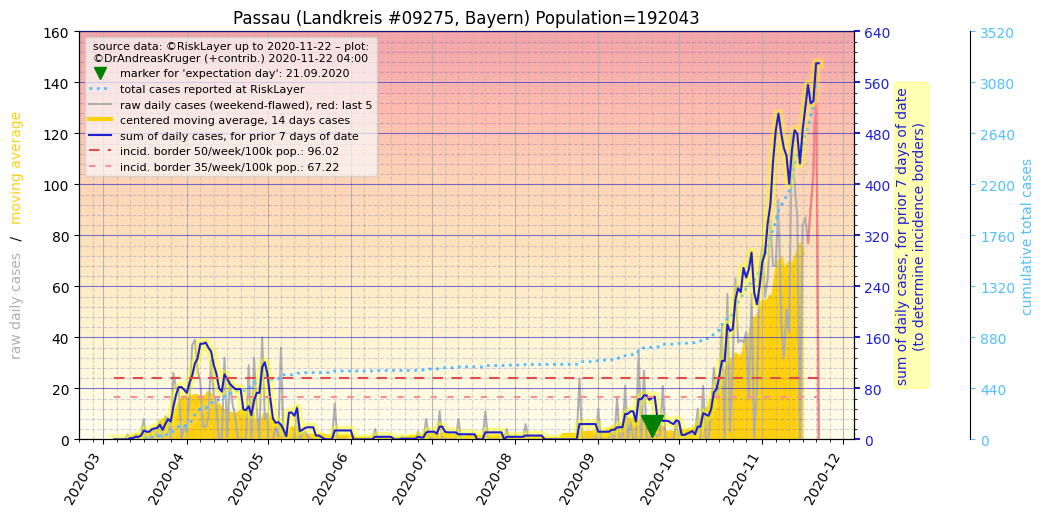 Passau (Landkreis #09275, Bayern) Population=192043
source data: ©RiskLayer up to 2020-11-22 – plot:
©DrAndreasKruger (+contrib.) 2020-11-22 04:00
marker for 'expectation day': 21.09.2020
total cases reported at RiskLayer
raw daily cases (weekend-flawed), red: last 5
centered moving average, 14 days cases
sum of daily cases, for prior 7 days of date
incid. border 50/week/100k pop.: 96.02
incid. border 35/week/100k pop.: 67.22
raw daily cases / moving average
160
140
120
100
80
60
40
20
0
640
560
480
400
320
240
160
80
0
sum of daily cases, for prior 7 days of date
(to determine incidence borders)
3520
3080
2640
2200
1760
1320
880
440
0
cumulative total cases
2020-03
2020-04
2020-05
2020-06
2020-07
2020-08
2020-09
2020-10
2020-11
2020-12